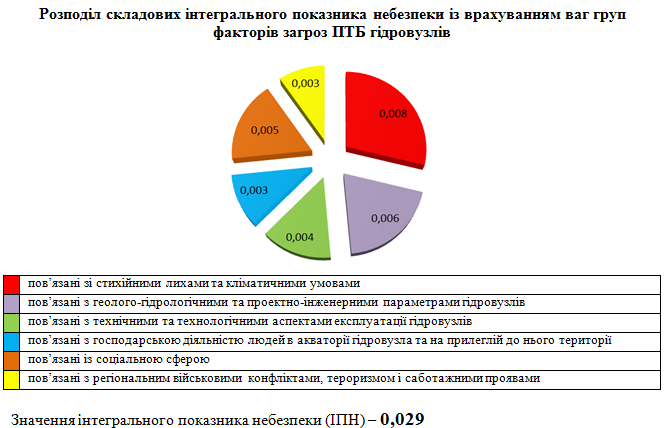 Розподіл складових інтегрального показника небезпеки із врахуванням ваг груп
факторів загроз ПТБ гідровузлів
0,003
0,008
0,005
0,003
0,006
0,004
пов’язані зі стихійними лихами та кліматичними умовами
пов’язані з геолого-гідрологічними та проектно-інженерними параметрами гідровузлів
пов’язані з технічними та технологічними аспектами експлуатації гідровузлів
пов’язані з господарською діяльністю людей в акваторії гідровузла та на прилеглій до нього території
пов’язані із соціальною сферою
пов’язані з регіональним військовими конфліктами, тероризмом і саботажними проявами
Значення інтегрального показника небезпеки (ІПН) – 0,029